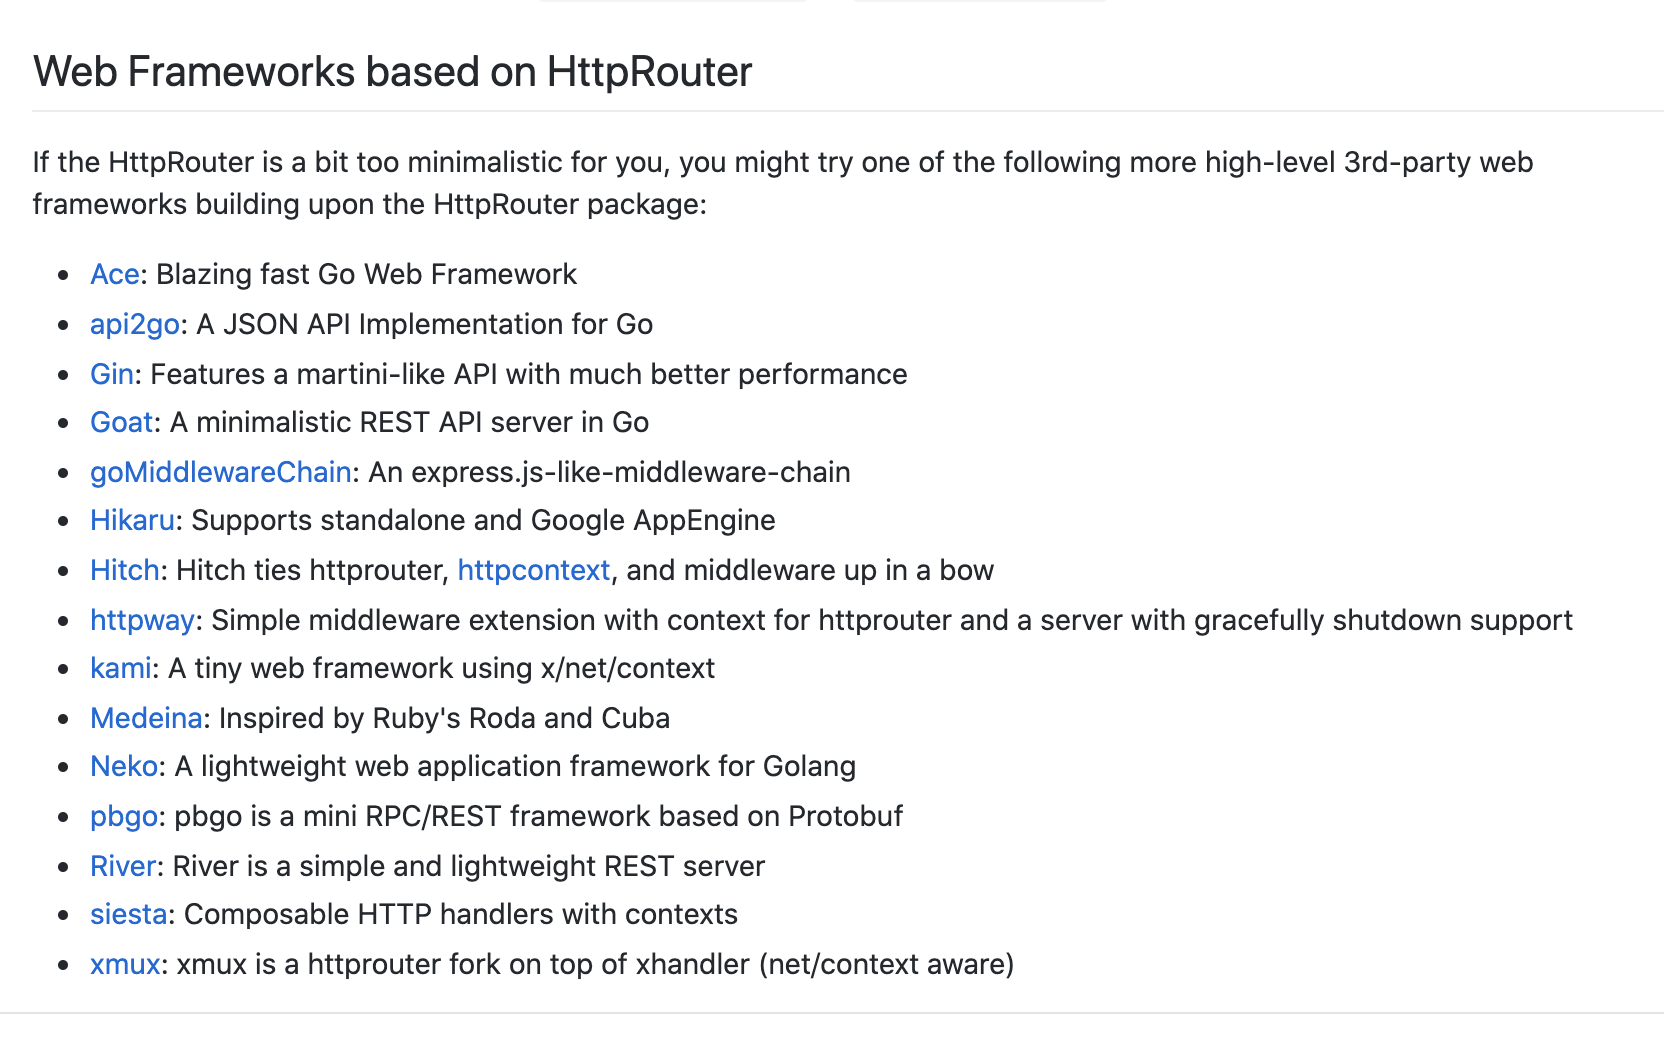 Web Frameworks based on HttpRouter
If the HttpRouter is a bit too minimalistic for you, you might try one of the following more high-level 3rd-party web
frameworks building upon the HttpRouter package:
• Ace: Blazing fast Go Web Framework
• api2go: A JSON API Implementation for Go
• Gin: Features a martini-like API with much better performance
• Goat: A minimalistic REST API server in Go
• goMiddlewareChain: An express.js-like-middleware-chain
• Hikaru: Supports standalone and Google AppEngine
• Hitch: Hitch ties httprouter, httpcontext, and middleware up in a bow
• httpway: Simple middleware extension with context for httprouter and a server with gracefully shutdown support
• kami: A tiny web framework using x/net/context
• Medeina: Inspired by Ruby's Roda and Cuba
• Neko: A lightweight web application framework for Golang
• pbgo: pbgo is a mini RPC/REST framework based on Protobuf
• River: River is a simple and lightweight REST server
• siesta: Composable HTTP handlers with contexts
• xmux: xmux is a httprouter fork on top of xhandler (net/context aware)